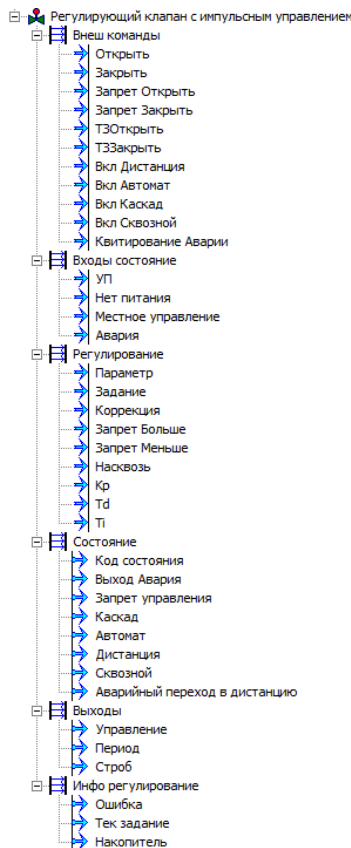 Регулирующий клапан с импульсным управлением
Внеш команды
Открыть
Закрыть
Запрет Открыть
Запрет Закрыть
ТЗОткрыть
ТЗЗакрыть
Вкл Дистанция
Вкл Автомат
Вкл Каскад
Вкл Сквозной
Квитирование Аварии
Входы состояние
УП
Нет питания
Местное управление
Авария
Регулирование
Параметр
Задание
Коррекция
Запрет Больше
Запрет Меньше
Насквозь
Kp
Td
Ti
Состояние
Код состояния
Выход Авария
Запрет управления
Каскад
Автомат
Дистанция
Сквозной
Аварийный переход в дистанцию
Выходы
Управление
Период
Строб
Инфо регулирование
Ошибка
Тек задание
Накопитель